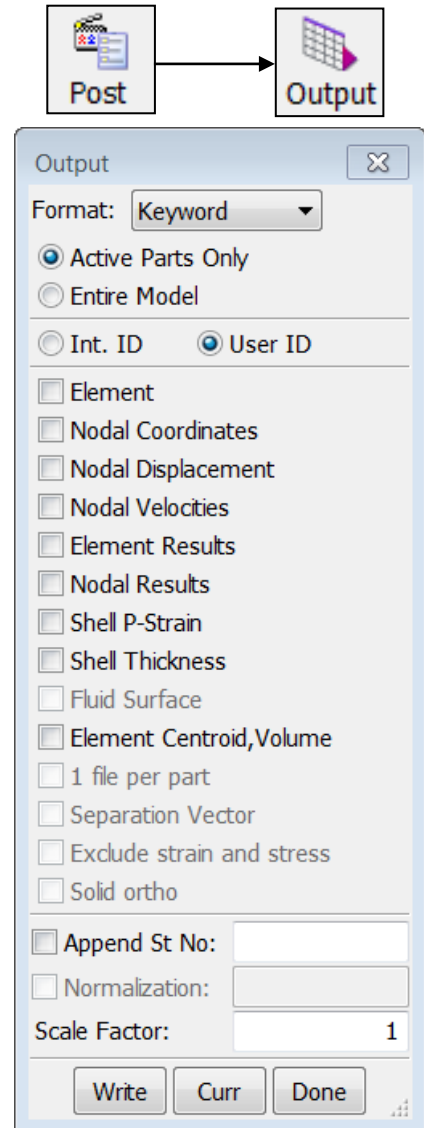 Post Output
Output
Format: Keyword
Active Parts Only
Entire Model
Int. ID User ID
Element
Nodal Coordinates
Nodal Displacement
Nodal Velocities
Element Results
Nodal Results
Shell P-Strain
Shell Thickness
Fluid Surface
Element Centroid,Volume
1 file per part
Separation Vector
Exclude strain and stress
Solid ortho
Append St No:
Normalization:
Scale Factor: 1
Write Curr Done